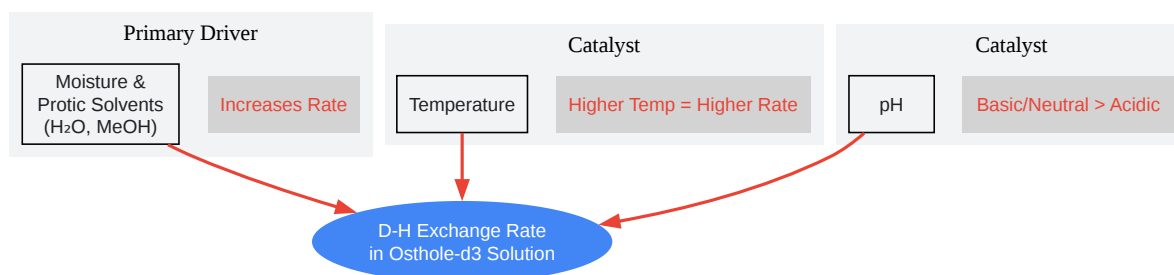 Primary Driver
Moisture &
Protic Solvents
(H₂O, MeOH)
Increases Rate
Catalyst
Temperature
Higher Temp = Higher Rate
Catalyst
pH
Basic/Neutral > Acidic
D-H Exchange Rate
in Osthole-d3 Solution